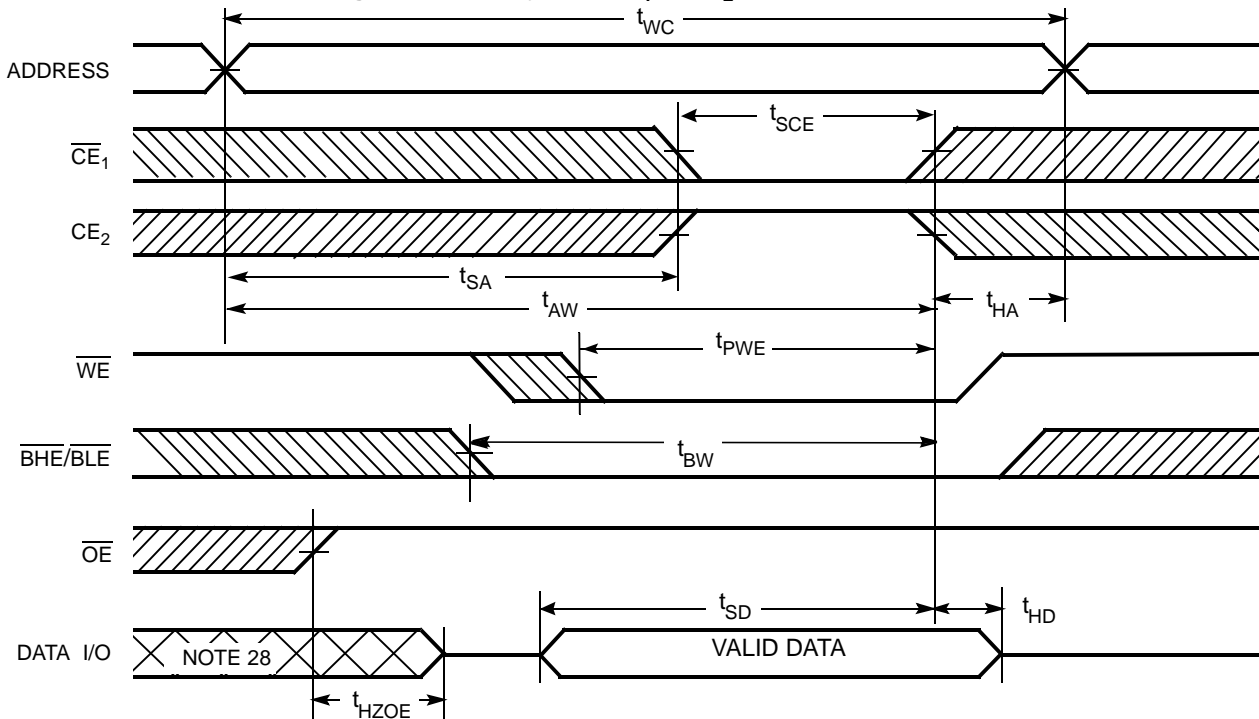 tWC
ADDRESS
tSCE
CE1
CE2
tSA
tAW
tHA
tPWE
WE
BHE/BLE
tBW
OE
tSD
tHD
DATA I/O
NOTE 28
VALID DATA
tHZOE